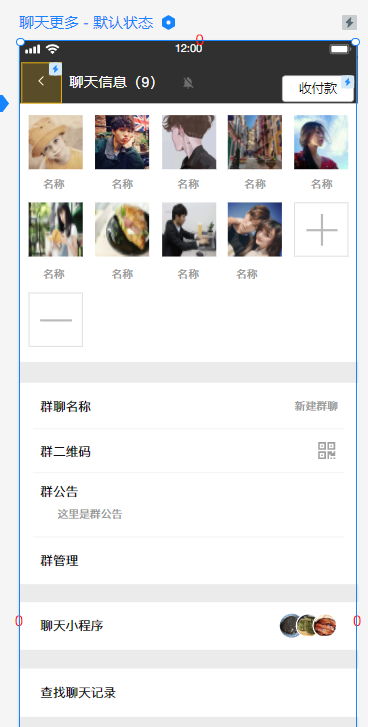 聊天更多 - 默认状态
12:00
0
聊天信息（9）
收付款
名称 名称 名称 名称 名称
名称 名称 名称 名称
群聊名称 新建群聊
群二维码
群公告
这里是群公告
群管理
0 0
聊天小程序
查找聊天记录